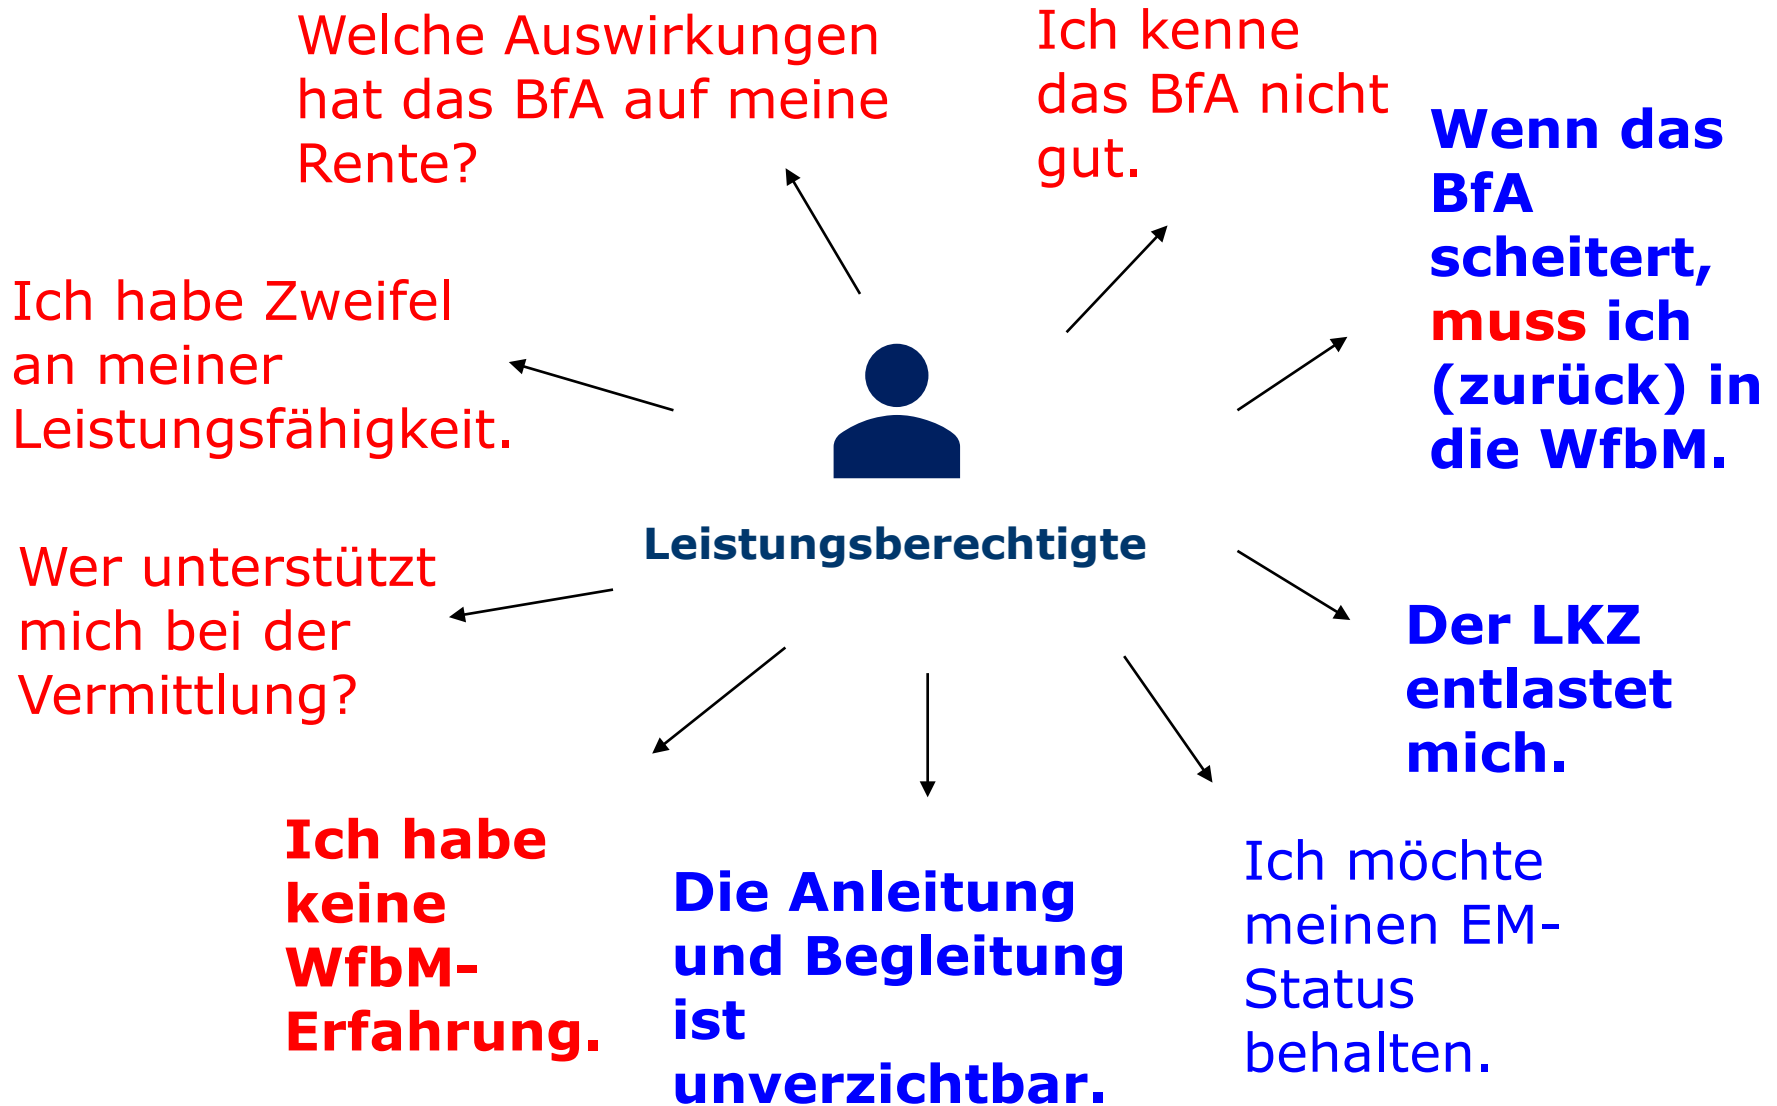 Welche Auswirkungen
hat das BfA auf meine
Rente?
Ich kenne
das BfA nicht
gut.
Wenn das
BfA
scheitert,
muss ich
(zurück) in
die WfbM.
Ich habe Zweifel
an meiner
Leistungsfähigkeit.
Leistungsberechtigte
Wer unterstützt
mich bei der
Vermittlung?
Der LKZ
entlastet
mich.
Ich habe
keine
WfbM-
Erfahrung.
Die Anleitung
und Begleitung
ist
unverzichtbar.
Ich möchte
meinen EM-
Status
behalten.